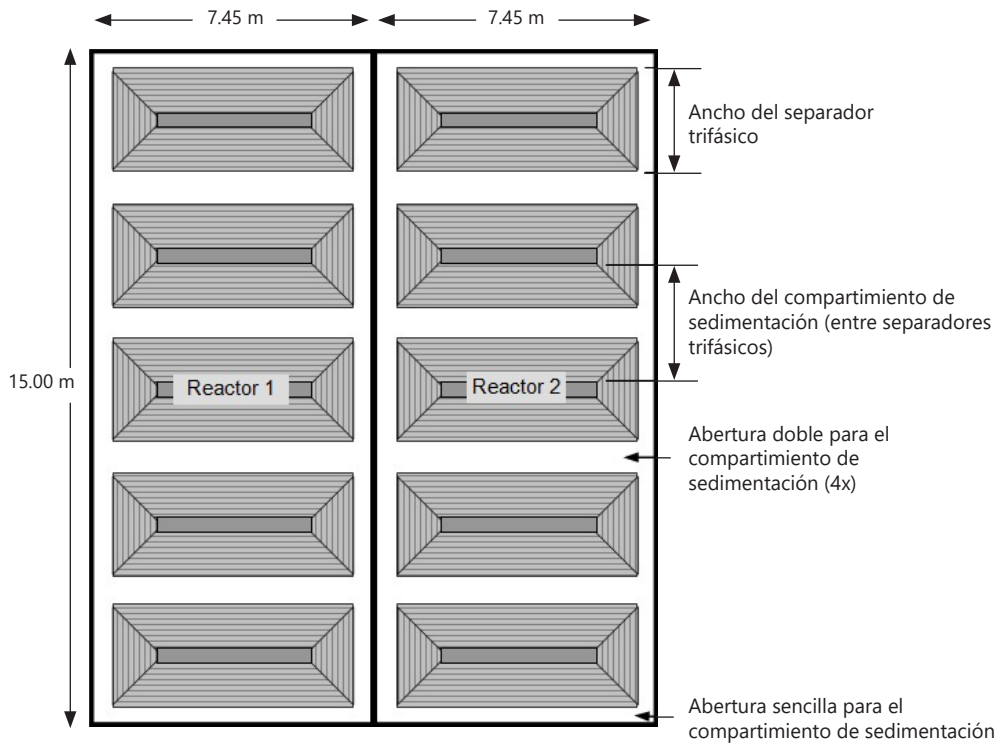 7.45 m
7.45 m
Ancho del separador
trifásico
Ancho del compartimiento de
sedimentación (entre separadores
trifásicos)
15.00 m
Reactor 1
Reactor 2
Abertura doble para el
compartimiento de
sedimentación (4x)
Abertura sencilla para el
compartimiento de sedimentación